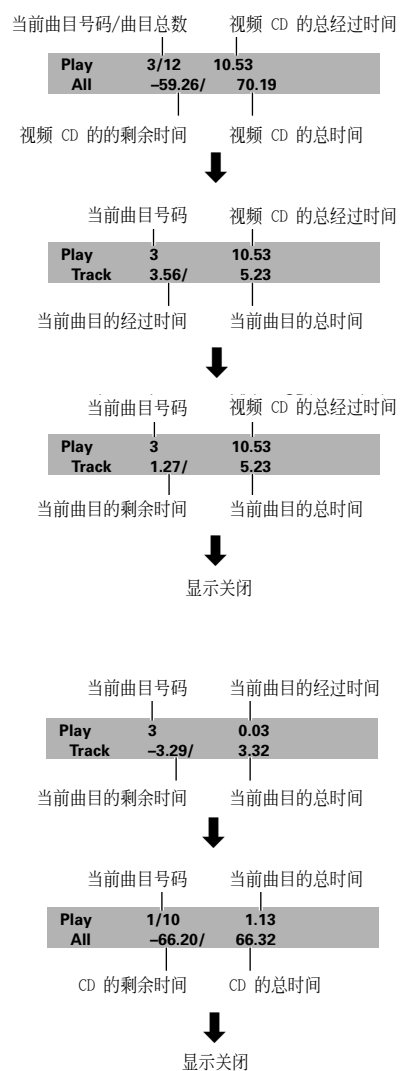 当前曲目号码/曲目总数 视频 CD 的总经过时间
Play 3/12 10.53
All –59.26/ 70.19
视频 CD 的的剩余时间 视频 CD 的总时间
当前曲目号码 视频 CD 的总经过时间
Play 3 10.53
Track 3.56/ 5.23
当前曲目的经过时间 当前曲目的总时间
当前曲目号码 视频 CD 的总经过时间
Play 3 10.53
Track 1.27/ 5.23
当前曲目的剩余时间 当前曲目的总时间
显示关闭
当前曲目号码 当前曲目的经过时间
Play 3 0.03
Track –3.29/ 3.32
当前曲目的剩余时间 当前曲目的总时间
当前曲目号码 当前曲目的总时间
Play 1/10 1.13
All –66.20/ 66.32
CD 的剩余时间 CD 的总时间
显示关闭